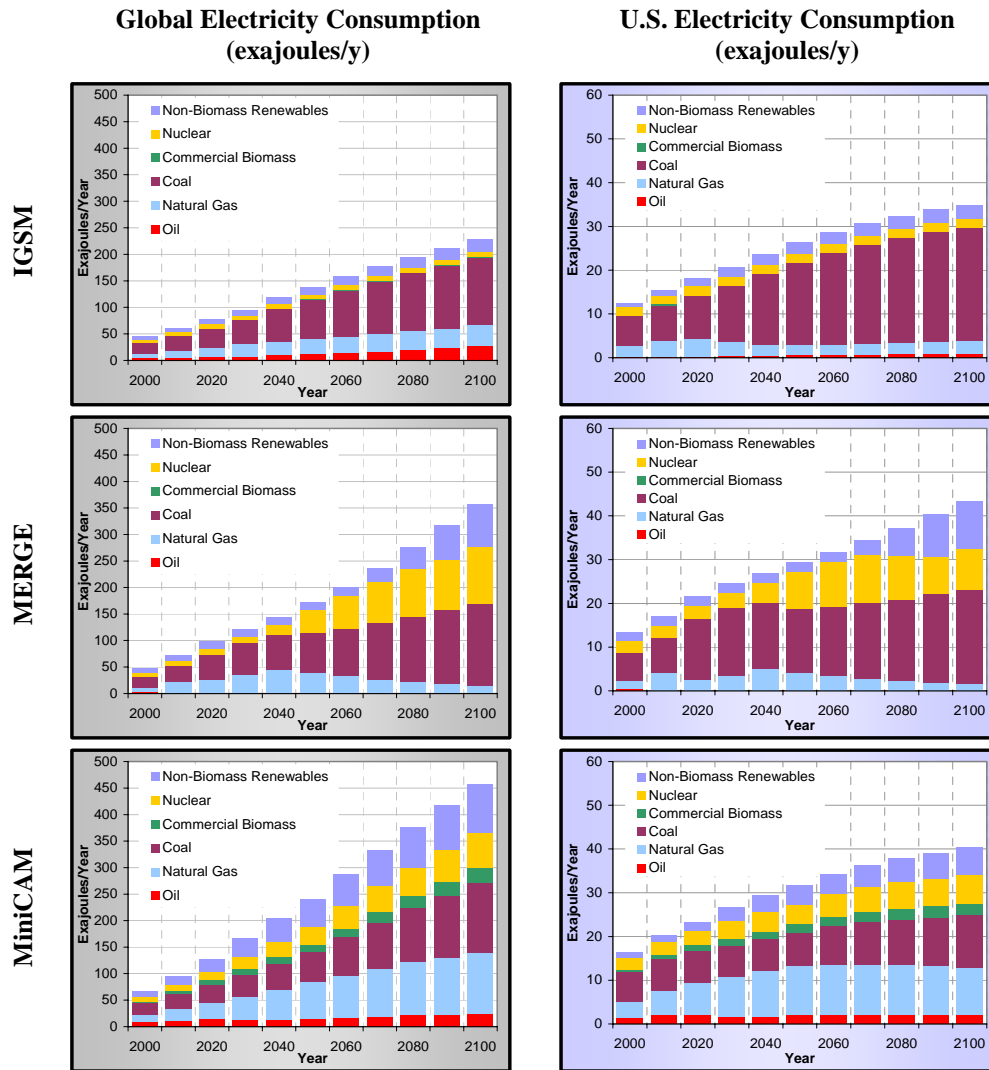 Global Electricity Consumption
(exajoules/y)
U.S. Electricity Consumption
(exajoules/y)
IGSM
500
450
400
350
300
250
200
150
100
50
0
Exajoules/Year
Non-Biomass Renewables
Nuclear
Commercial Biomass
Coal
Natural Gas
Oil
2000 2020 2040 2060 2080 2100
Year
60
50
40
30
20
10
0
Exajoules/Year
Non-Biomass Renewables
Nuclear
Commercial Biomass
Coal
Natural Gas
Oil
2000 2020 2040 2060 2080 2100
Year
MERGE
500
450
400
350
300
250
200
150
100
50
0
Exajoules/Year
Non-Biomass Renewables
Nuclear
Commercial Biomass
Coal
Natural Gas
Oil
2000 2020 2040 2060 2080 2100
Year
60
50
40
30
20
10
0
Exajoules/Year
Non-Biomass Renewables
Nuclear
Commercial Biomass
Coal
Natural Gas
Oil
2000 2020 2040 2060 2080 2100
Year
MiniCAM
500
450
400
350
300
250
200
150
100
50
0
Exajoules/Year
Non-Biomass Renewables
Nuclear
Commercial Biomass
Coal
Natural Gas
Oil
2000 2020 2040 2060 2080 2100
Year
60
50
40
30
20
10
0
Exajoules/Year
Non-Biomass Renewables
Nuclear
Commercial Biomass
Coal
Natural Gas
Oil
2000 2020 2040 2060 2080 2100
Year